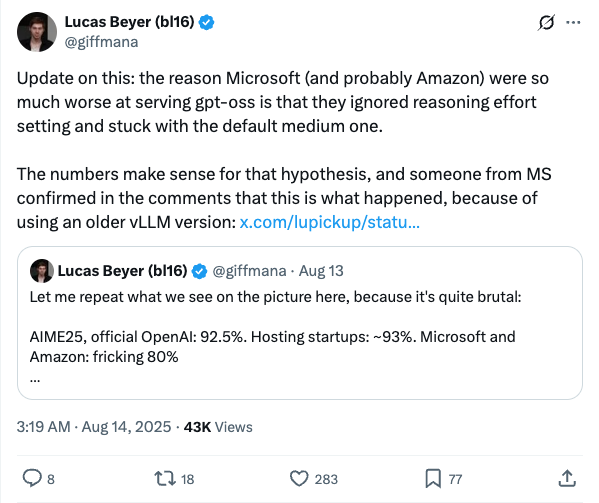 Lucas Beyer (bl16)
@giffmana
Update on this: the reason Microsoft (and probably Amazon) were so
much worse at serving gpt-oss is that they ignored reasoning effort
setting and stuck with the default medium one.
The numbers make sense for that hypothesis, and someone from MS
confirmed in the comments that this is what happened, because of
using an older vLLM version: x.com/lupickup/statu...
Lucas Beyer (bl16) @giffmana · Aug 13
Let me repeat what we see on the picture here, because it's quite brutal:
AIME25, official OpenAI: 92.5%. Hosting startups: ~93%. Microsoft and
Amazon: fricking 80%
...
3:19 AM · Aug 14, 2025 · 43K Views
8 18 283 77